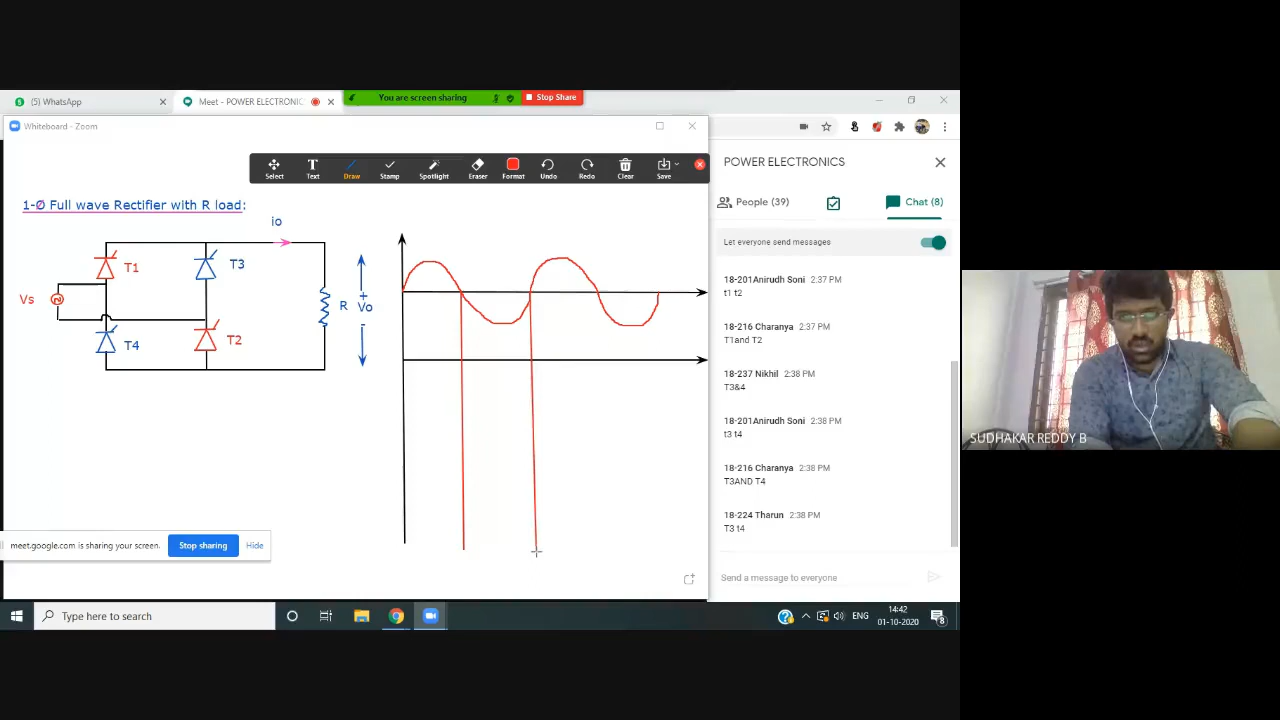 (5) WhatsApp
Meet - POWER ELECTRONIC
You are screen sharing
Stop Share
Whiteboard - Zoom
Select
Text
Draw
Stamp
Spotlight
Eraser
Format
Undo
Redo
Clear
Save
1-Ø Full wave Rectifier with R load:
io
T1
T3
Vs
R
+
Vo
-
T4
T2
meet.google.com is sharing your screen.
Stop sharing
Hide
POWER ELECTRONICS
People (39)
Chat (8)
Let everyone send messages
18-201Anirudh Soni 2:37 PM
t1 t2
18-216 Charanya 2:37 PM
T1and T2
18-237 Nikhil 2:38 PM
T3&4
18-201Anirudh Soni 2:38 PM
t3 t4
18-216 Charanya 2:38 PM
T3AND T4
18-224 Tharun 2:38 PM
T3 t4
Send a message to everyone
SUDHAKAR REDDY B
Type here to search
ENG
14:42
01-10-2020
8